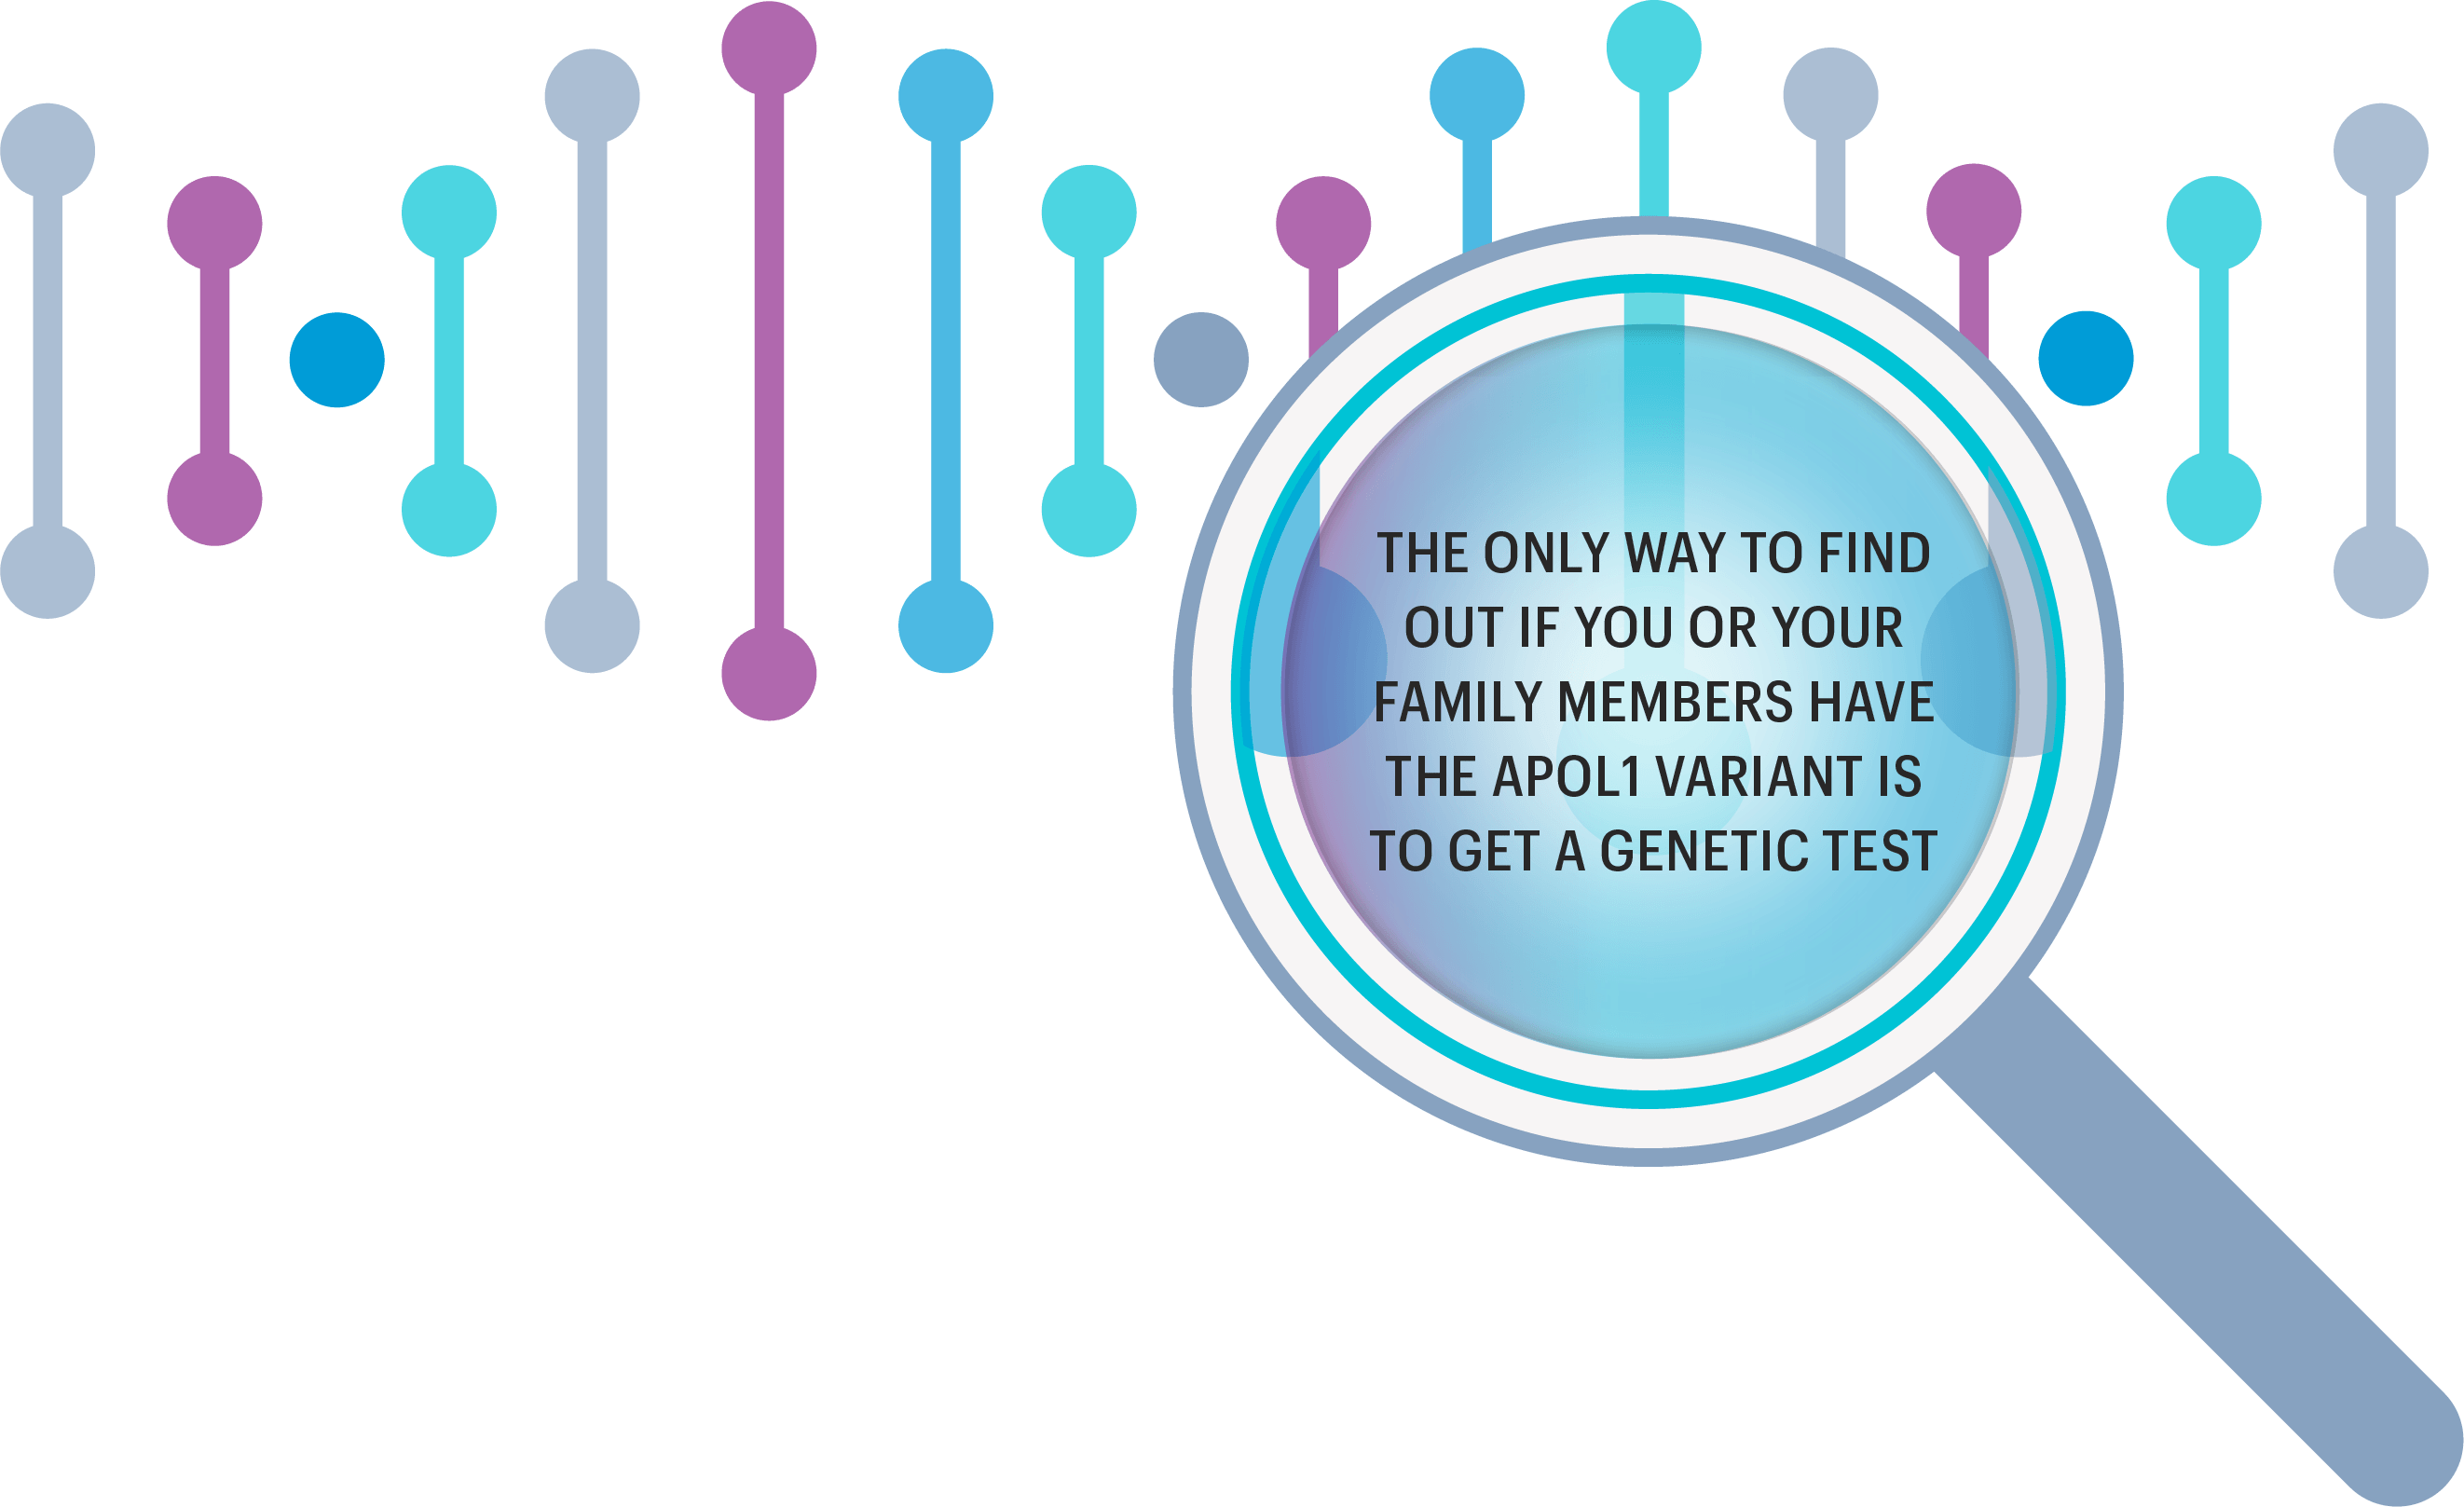 THE ONLY WAY TO FIND
OUT IF YOU OR YOUR
FAMILY MEMBERS HAVE
THE APOL1 VARIANT IS
TO GET A GENETIC TEST